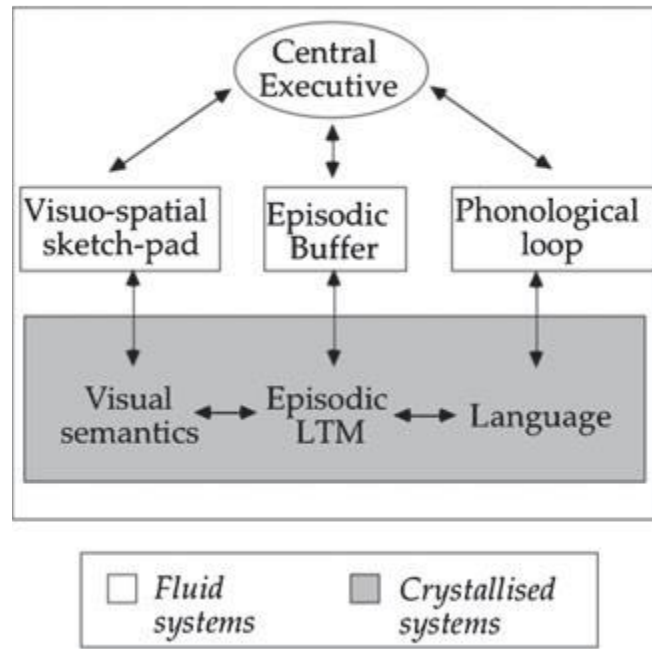 Central
Executive
Visuo-spatial
sketch-pad
Episodic
Buffer
Phonological
loop
Visual
semantics
Episodic
LTM
Language
Fluid
systems
Crystallised
systems